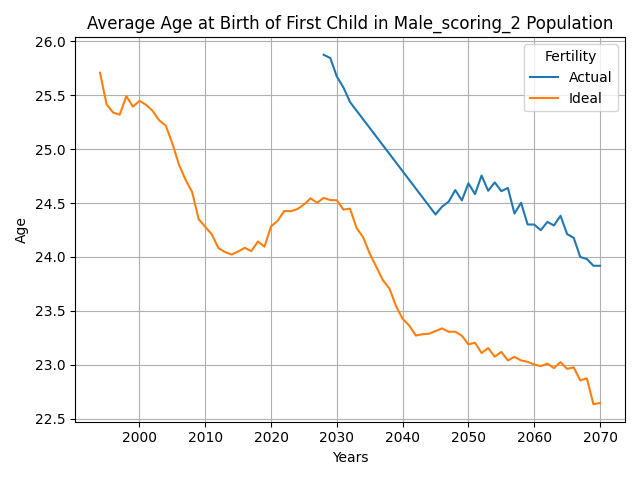 Average Age at Birth of First Child in Male_scoring_2 Population
Fertility
Actual
Ideal
Age
26.0
25.5
25.0
24.5
24.0
23.5
23.0
22.5
2000 2010 2020 2030 2040 2050 2060 2070
Years